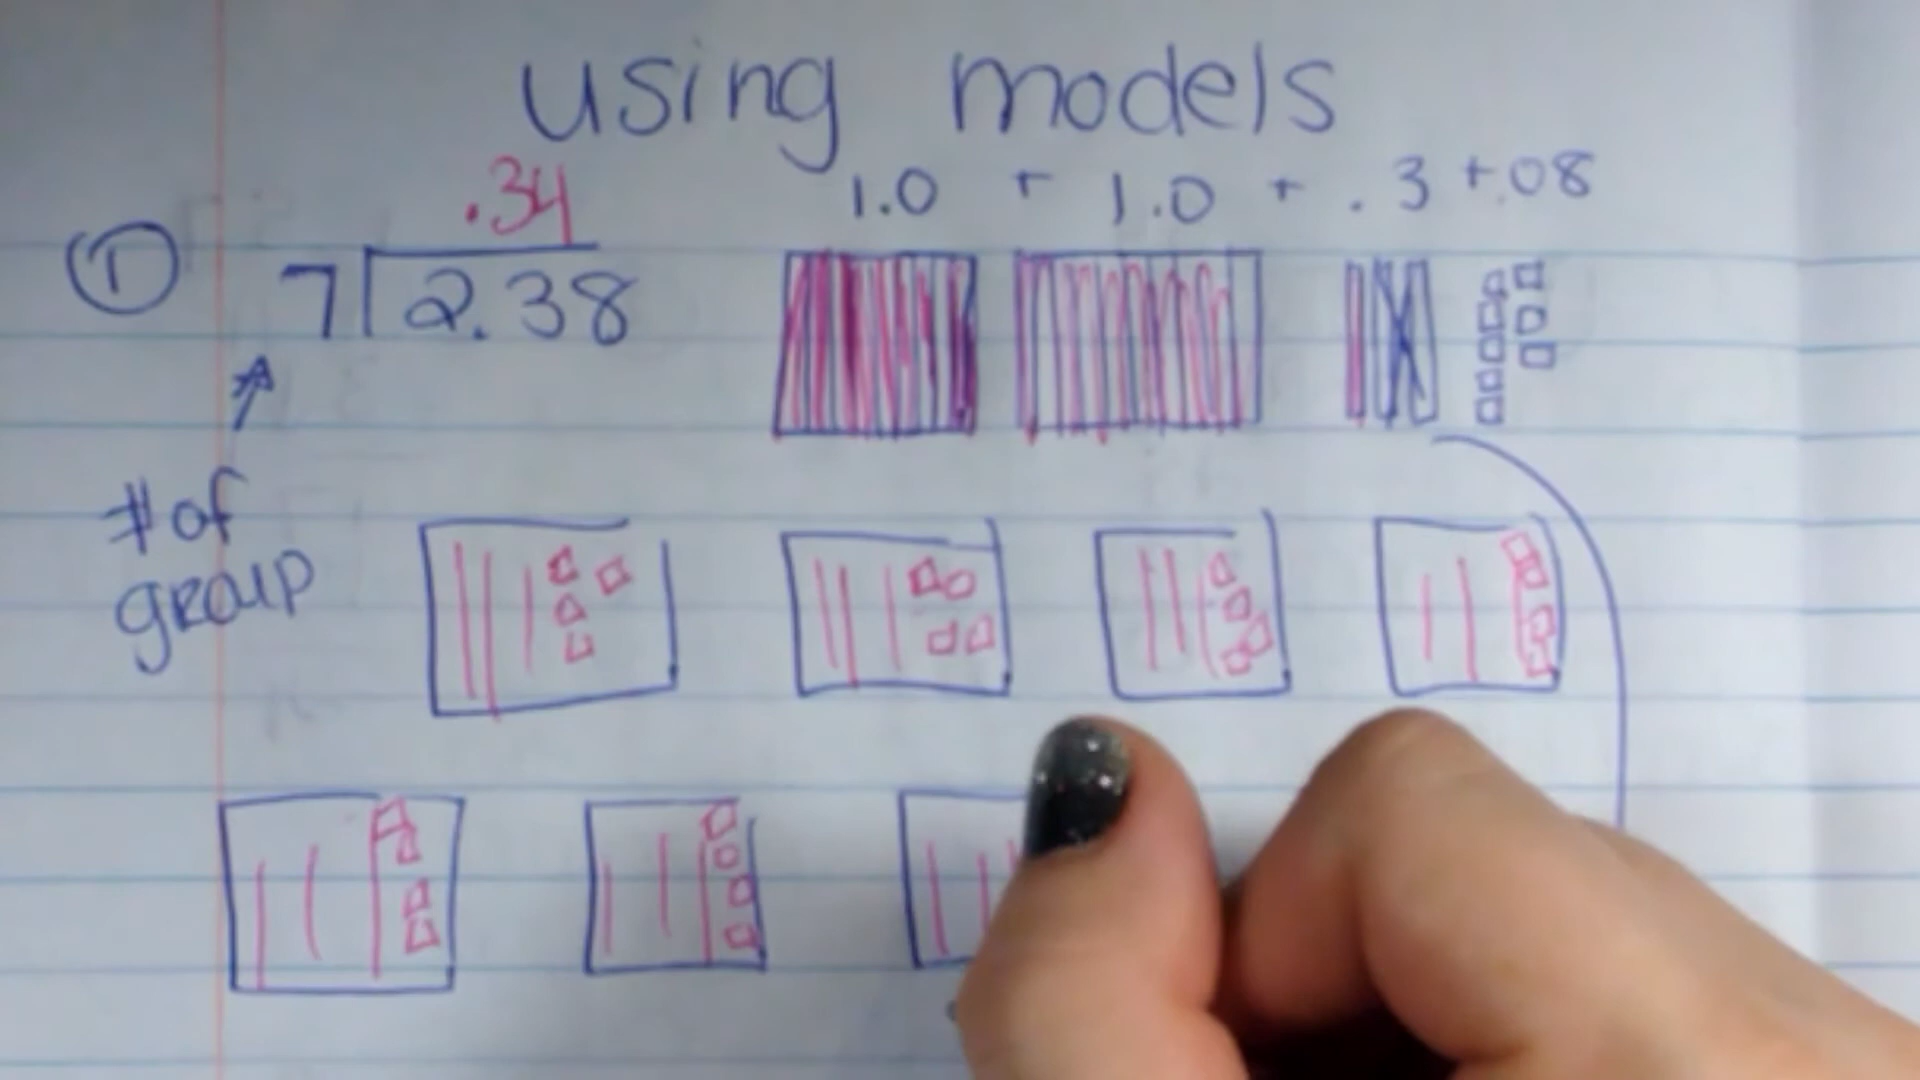 using models
1.0 + 1.0 + .3 + .08
.34
① 7 2.38
# of
group